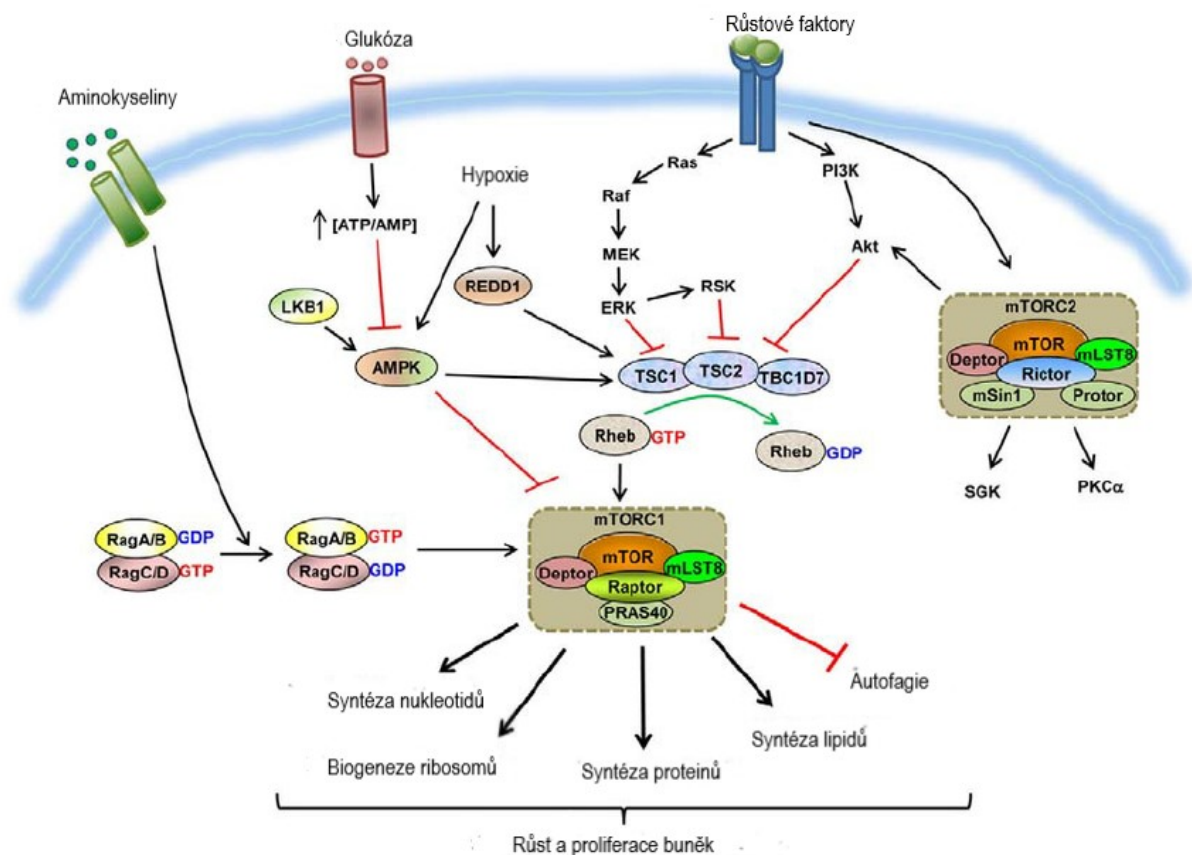 Růstové faktory
Glukóza
Aminokyseliny
Ras
PI3K
Hypoxie
Raf
↑ [ATP/AMP]
MEK
Akt
REDD1
RSK
LKB1
ERK
mTORC2
mTOR
Deptor
mLST8
Rictor
mSin1
Protor
AMPK
TSC1
TSC2
TBC1D7
Rheb GTP
Rheb GDP
SGK
PKCα
mTORC1
RagA/B GDP
RagC/D GTP
RagA/B GTP
RagC/D GDP
mTOR
Deptor
mLST8
Raptor
PRAS40
Autofagie
Syntéza nukleotidů
Syntéza lipidů
Biogeneze ribosomů
Syntéza proteinů
Růst a proliferace buněk